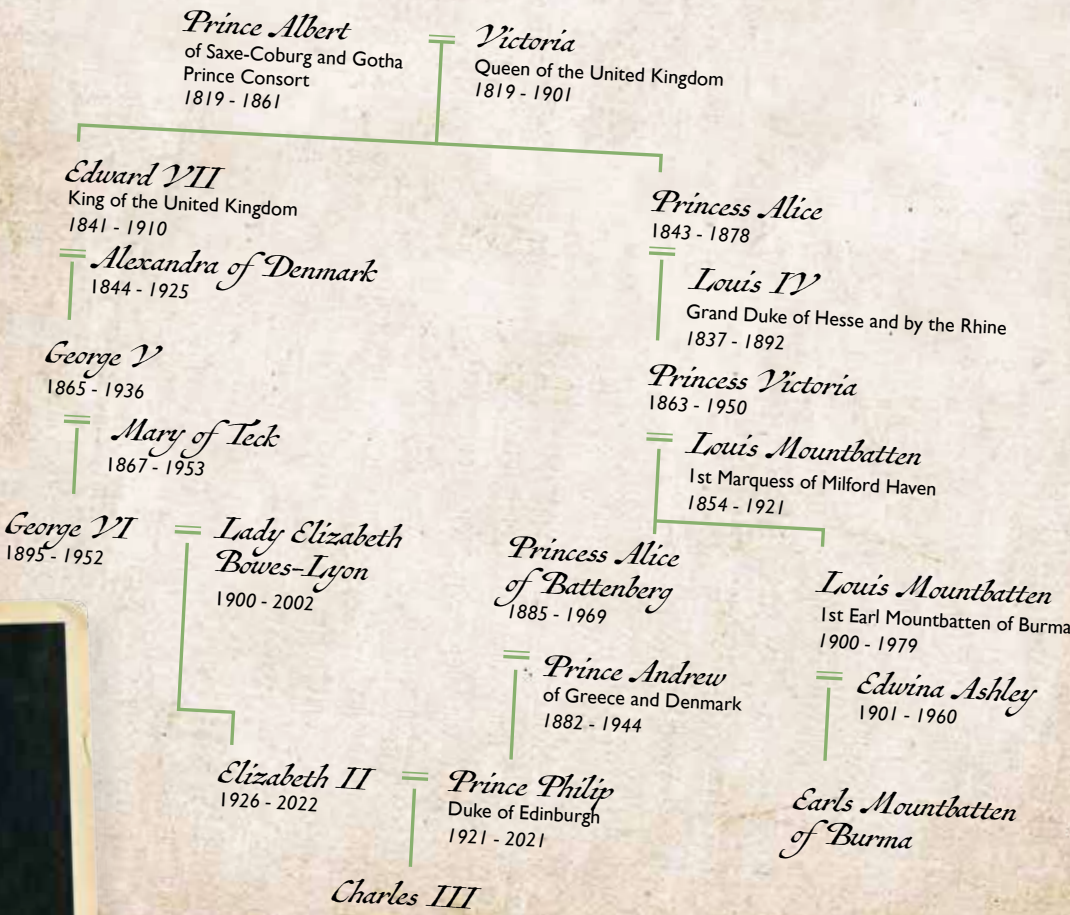 Prince Albert
of Saxe-Coburg and Gotha
Prince Consort
1819 - 1861
Victoria
Queen of the United Kingdom
1819 - 1901
Edward VII
King of the United Kingdom
1841 - 1910
Alexandra of Denmark
1844 - 1925
Princess Alice
1843 - 1878
Louis IV
Grand Duke of Hesse and by the Rhine
1837 - 1892
George V
1865 - 1936
Mary of Teck
1867 - 1953
Princess Victoria
1863 - 1950
Louis Mountbatten
1st Marquess of Milford Haven
1854 - 1921
George VI
1895 - 1952
Lady Elizabeth
Bowes-Lyon
1900 - 2002
Princess Alice
of Battenberg
1885 - 1969
Louis Mountbatten
1st Earl Mountbatten of Burma
1900 - 1979
Prince Andrew
of Greece and Denmark
1882 - 1944
Edwina Ashley
1901 - 1960
Elizabeth II
1926 - 2022
Prince Philip
Duke of Edinburgh
1921 - 2021
Earls Mountbatten
of Burma
Charles III